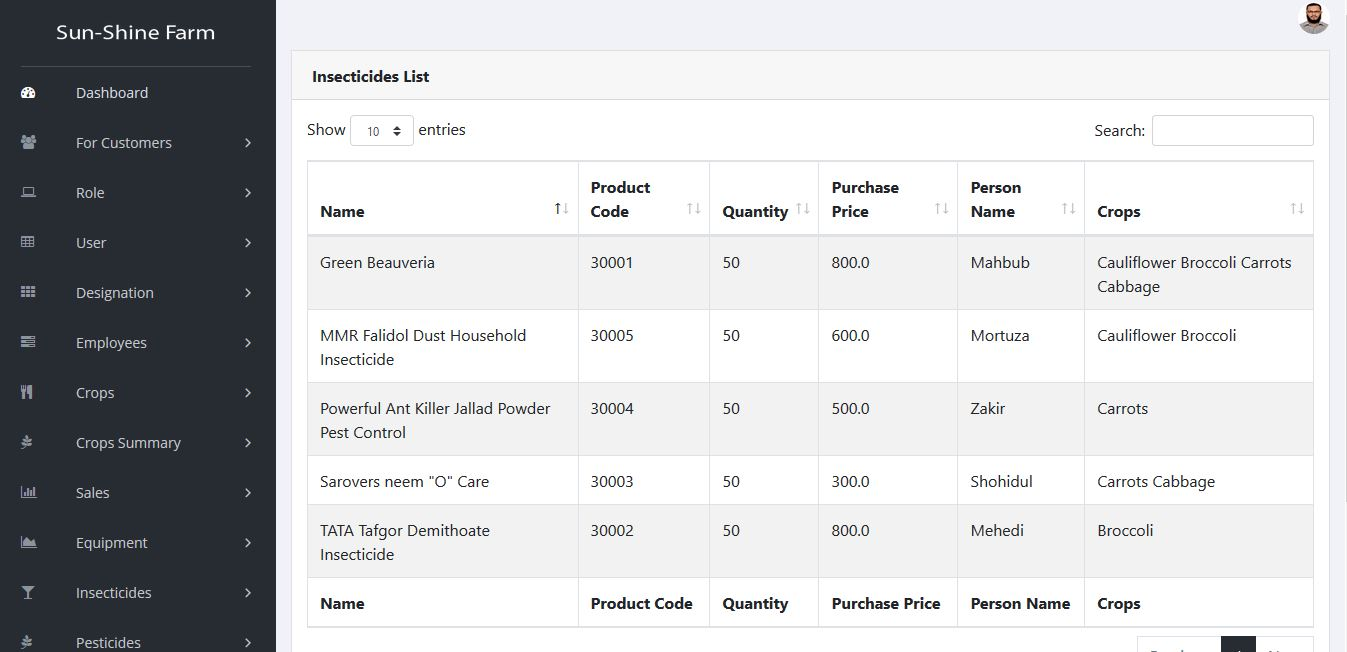 Sun-Shine Farm
Dashboard
For Customers
Role
User
Designation
Employees
Crops
Crops Summary
Sales
Equipment
Insecticides
Pesticides
Insecticides List
Show 10 entries
Search:
Name
Product
Code
Quantity
Purchase
Price
Person
Name
Crops
Green Beauveria 30001 50 800.0 Mahbub Cauliflower Broccoli Carrots
Cabbage
MMR Falidol Dust Household 30005 50 600.0 Mortuza Cauliflower Broccoli
Insecticide
Powerful Ant Killer Jallad Powder 30004 50 500.0 Zakir Carrots
Pest Control
Sarovers neem "O" Care 30003 50 300.0 Shohidul Carrots Cabbage
TATA Tafgor Demithoate 30002 50 800.0 Mehedi Broccoli
Insecticide
Name Product Code Quantity Purchase Price Person Name Crops